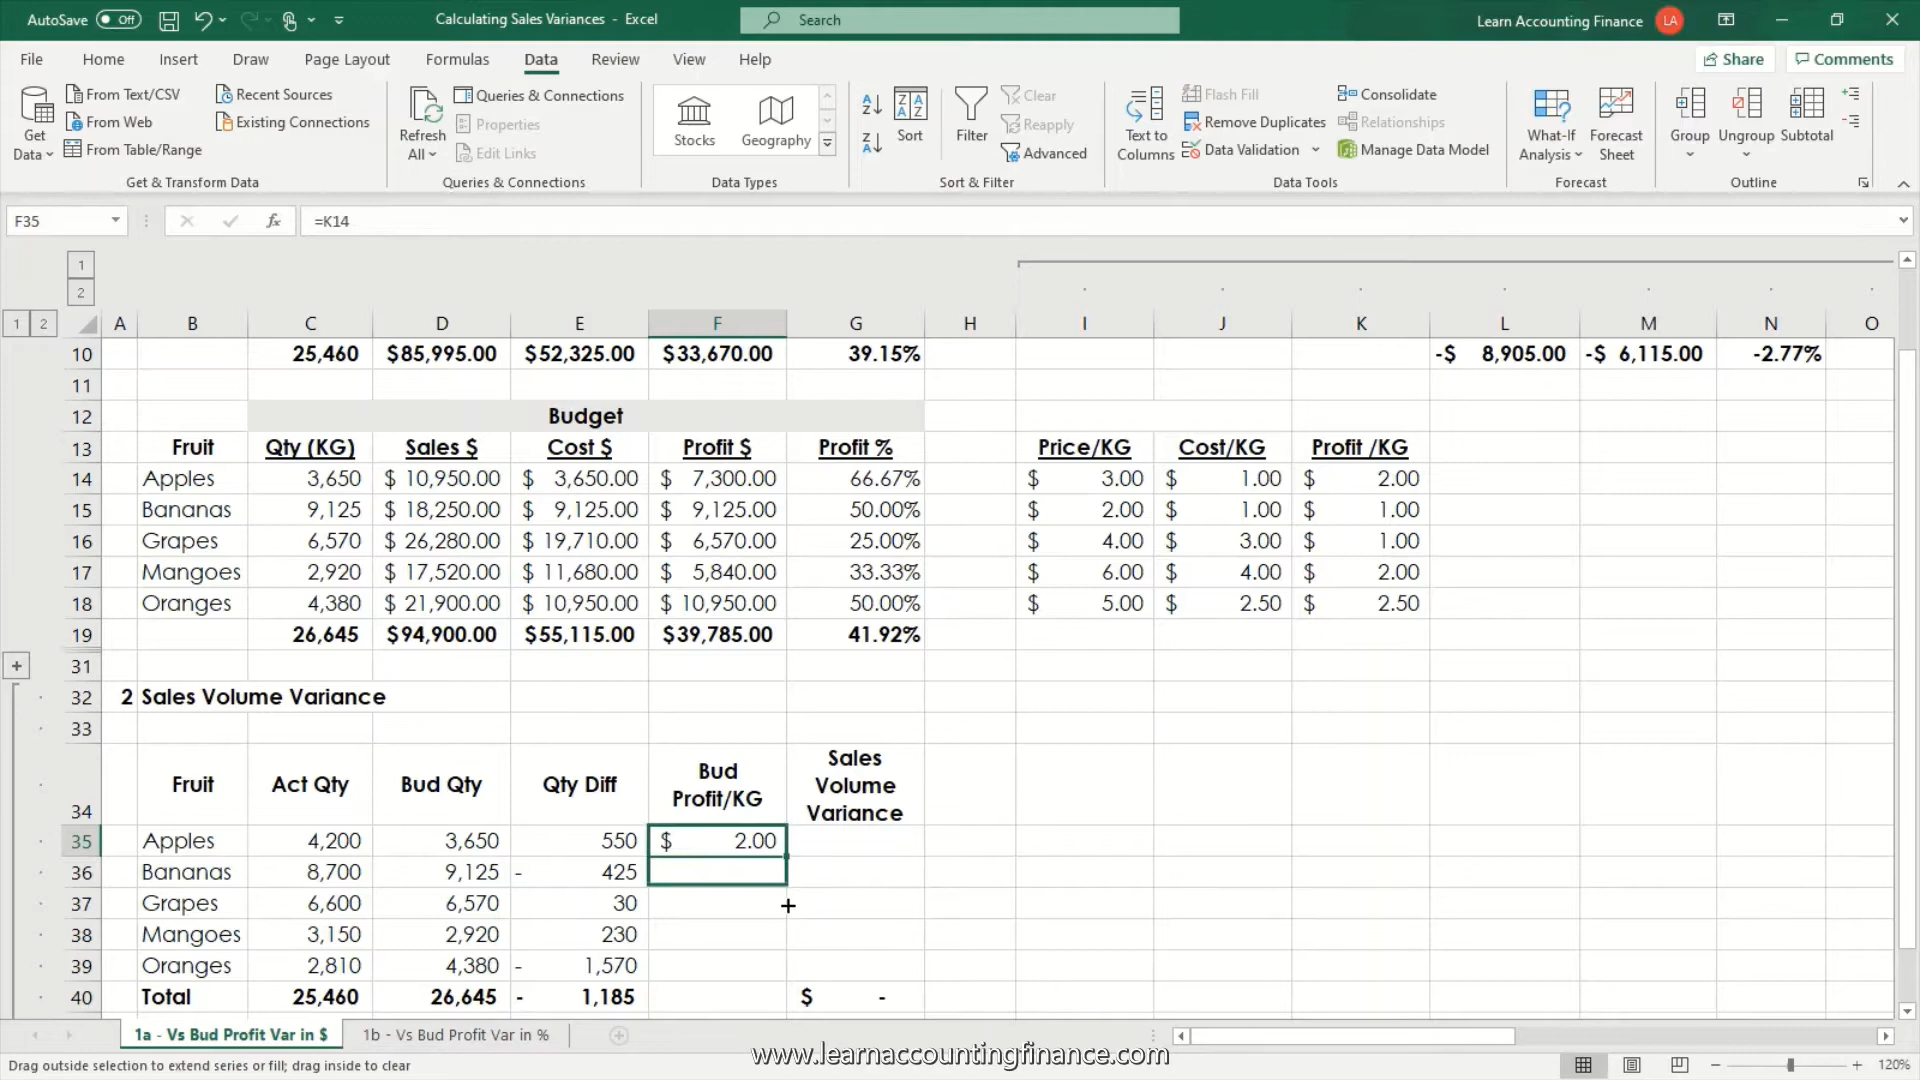 AutoSave Off Calculating Sales Variances - Excel Search Learn Accounting Finance LA
File Home Insert Draw Page Layout Formulas Data Review View Help Share Comments
Get Data From Text/CSV From Web From Table/Range Recent Sources Existing Connections
Get & Transform Data
Refresh All Queries & Connections Properties Edit Links
Queries & Connections
Stocks Geography
Data Types
Sort Filter Clear Reapply Advanced
Sort & Filter
Text to Columns Flash Fill Remove Duplicates Data Validation Consolidate Relationships Manage Data Model
Data Tools
What-If Analysis Forecast Sheet
Forecast
Group Ungroup Subtotal
Outline
F35 fx =K14
1
2
1 2 A B C D E F G H I J K L M N O
10 25,460 $85,995.00 $52,325.00 $33,670.00 39.15% -$ 8,905.00 -$ 6,115.00 -2.77%
11
12 Budget
13 Fruit Qty (KG) Sales $ Cost $ Profit $ Profit % Price/KG Cost/KG Profit /KG
14 Apples 3,650 $ 10,950.00 $ 3,650.00 $ 7,300.00 66.67% $ 3.00 $ 1.00 $ 2.00
15 Bananas 9,125 $ 18,250.00 $ 9,125.00 $ 9,125.00 50.00% $ 2.00 $ 1.00 $ 1.00
16 Grapes 6,570 $ 26,280.00 $ 19,710.00 $ 6,570.00 25.00% $ 4.00 $ 3.00 $ 1.00
17 Mangoes 2,920 $ 17,520.00 $ 11,680.00 $ 5,840.00 33.33% $ 6.00 $ 4.00 $ 2.00
18 Oranges 4,380 $ 21,900.00 $ 10,950.00 $ 10,950.00 50.00% $ 5.00 $ 2.50 $ 2.50
19 26,645 $94,900.00 $55,115.00 $39,785.00 41.92%
31
32 2 Sales Volume Variance
33
34 Fruit Act Qty Bud Qty Qty Diff Bud Profit/KG Sales Volume Variance
35 Apples 4,200 3,650 550 $ 2.00
36 Bananas 8,700 9,125 - 425
37 Grapes 6,600 6,570 30
38 Mangoes 3,150 2,920 230
39 Oranges 2,810 4,380 - 1,570
40 Total 25,460 26,645 - 1,185 $ -
1a - Vs Bud Profit Var in $ 1b - Vs Bud Profit Var in %
www.learnaccountingfinance.com
Drag outside selection to extend series or fill; drag inside to clear 120%